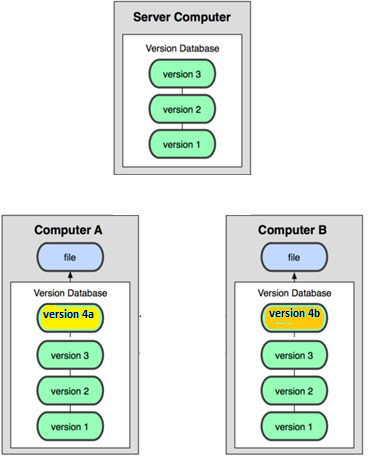 Server Computer
Version Database
version 3
version 2
version 1
Computer A
file
Version Database
version 4a
version 3
version 2
version 1
Computer B
file
Version Database
version 4b
version 3
version 2
version 1